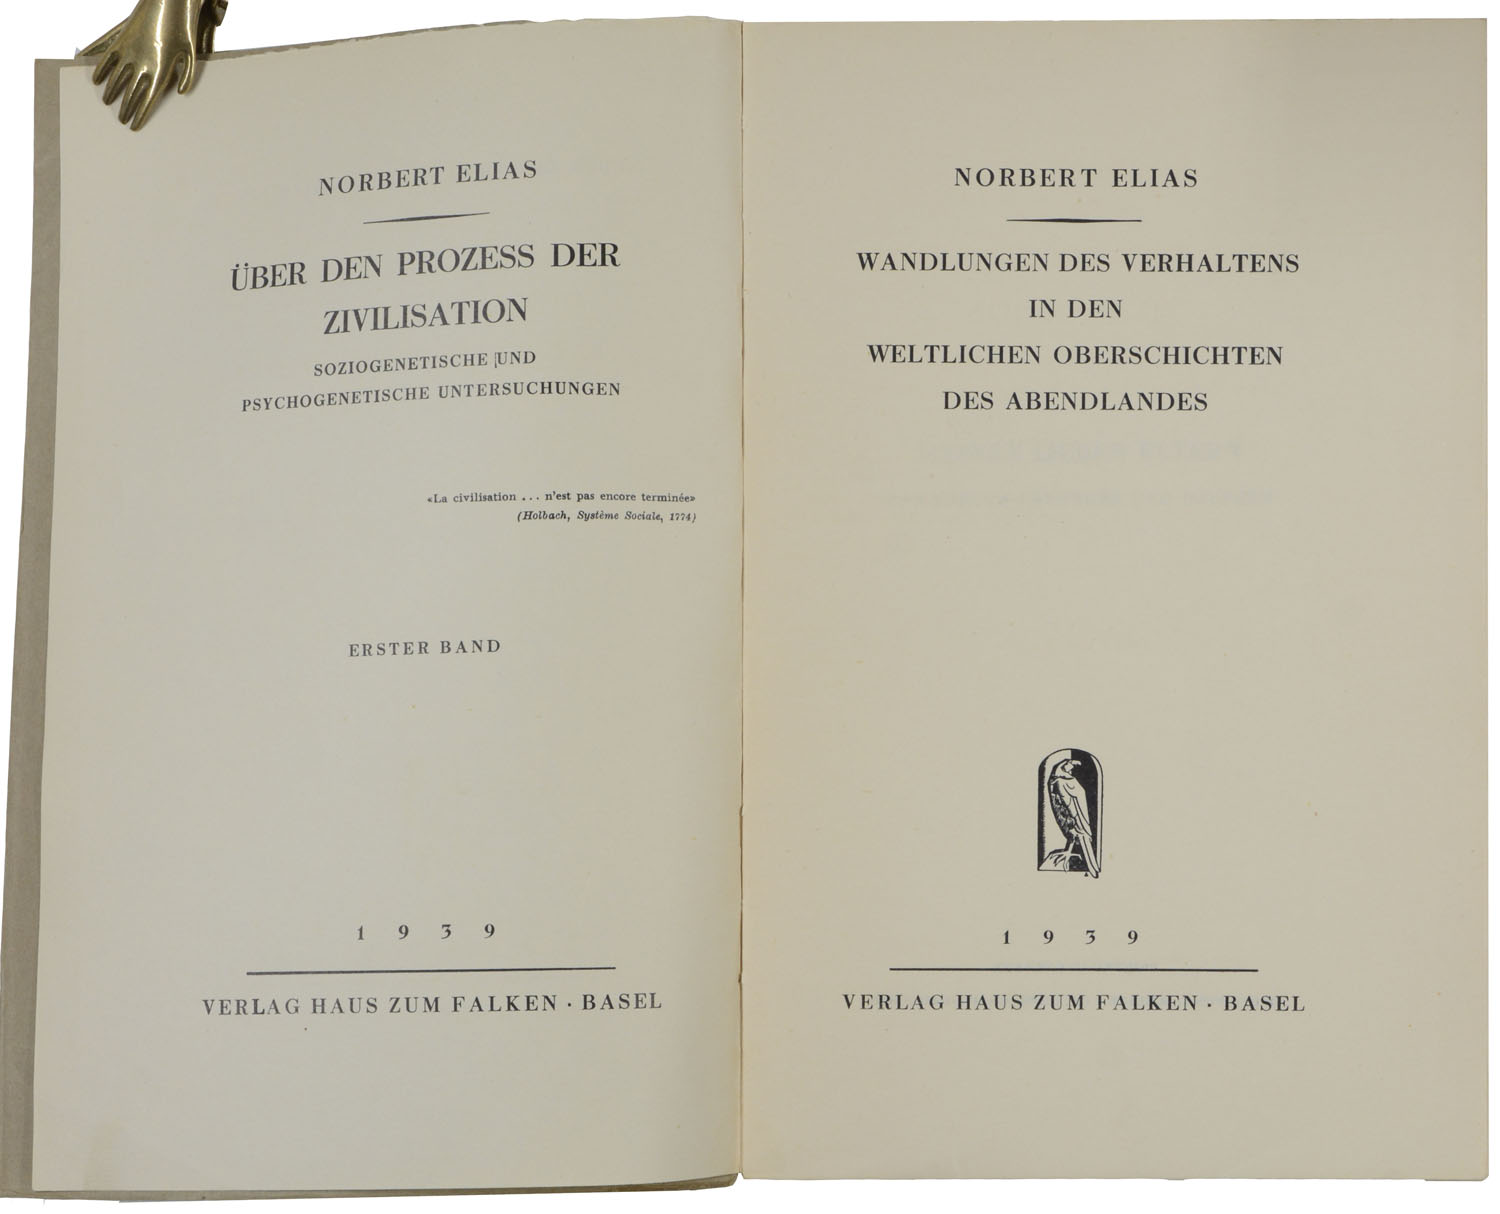 NORBERT ELIAS
ÜBER DEN PROZESS DER
ZIVILISATION
SOZIOGENETISCHE UND
PSYCHOGENETISCHE UNTERSUCHUNGEN
«La civilisation ... n'est pas encore terminée»
(Holbach, Système Sociale, 1774)
ERSTER BAND
1 9 3 9
VERLAG HAUS ZUM FALKEN · BASEL
NORBERT ELIAS
WANDLUNGEN DES VERHALTENS
IN DEN
WELTLICHEN OBERSCHICHTEN
DES ABENDLANDES
1 9 3 9
VERLAG HAUS ZUM FALKEN · BASEL